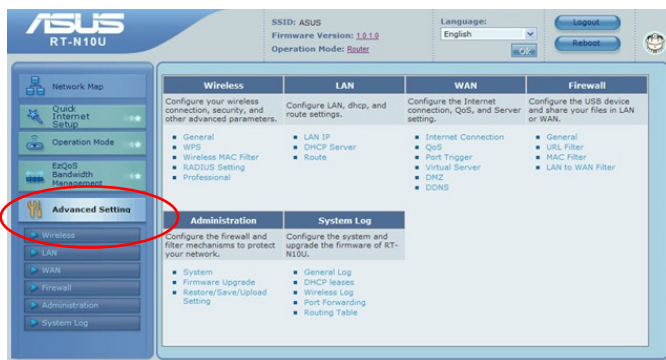 ASUS
RT-N10U
SSID: ASUS
Firmware Version: 1.0.1.0
Operation Mode: Router
Language:
English
OK
Logout
Reboot
Network Map
Quick
Internet
Setup
Operation Mode
EzQoS
Bandwidth
Management
Advanced Setting
Wireless
LAN
WAN
Firewall
Administration
System Log
Wireless
Configure your wireless
connection, security, and
other advanced parameters.
General
WPS
Wireless MAC Filter
RADIUS Setting
Professional
LAN
Configure LAN, dhcp, and
route settings.
LAN IP
DHCP Server
Route
WAN
Configure the Internet
connection, QoS, and Server
setting.
Internet Connection
QoS
Port Trigger
Virtual Server
DMZ
DDNS
Firewall
Configure the USB device
and share your files in LAN
or WAN.
General
URL Filter
MAC Filter
LAN to WAN Filter
Administration
Configure the firewall and
filter mechanisms to protect
your network.
System
Firmware Upgrade
Restore/Save/Upload
Setting
System Log
Configure the system and
upgrade the firmware of RT-
N10U.
General Log
DHCP leases
Wireless Log
Port Forwarding
Routing Table